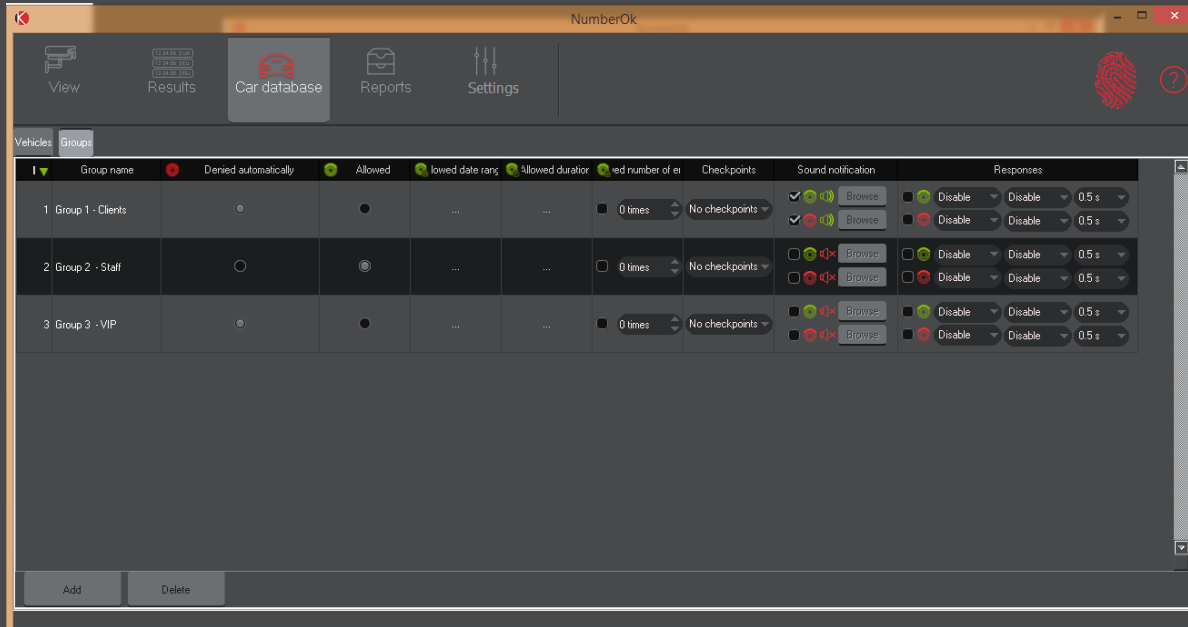 NumberOk
View Results Car database Reports Settings
Vehicles Groups
I Group name Denied automatically Allowed lowed date rang Allowed duration ed number of en Checkpoints Sound notification Responses
1 Group 1 - Clients ... ... 0 times No checkpoints Browse Disable Disable 0.5 s
Browse Disable Disable 0.5 s
2 Group 2 - Staff ... ... 0 times No checkpoints Browse Disable Disable 0.5 s
Browse Disable Disable 0.5 s
3 Group 3 - VIP ... ... 0 times No checkpoints Browse Disable Disable 0.5 s
Browse Disable Disable 0.5 s
Add Delete